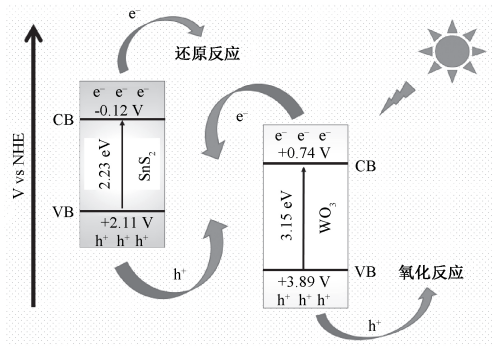 e⁻
还原反应
V vs NHE
e⁻ e⁻ e⁻
-0.12 V
CB
2.23 eV
SnS₂
VB
+2.11 V
h⁺ h⁺ h⁺
h⁺
e⁻
e⁻ e⁻ e⁻
+0.74 V
CB
3.15 eV
WO₃
VB
+3.89 V
h⁺ h⁺ h⁺
氧化反应
h⁺